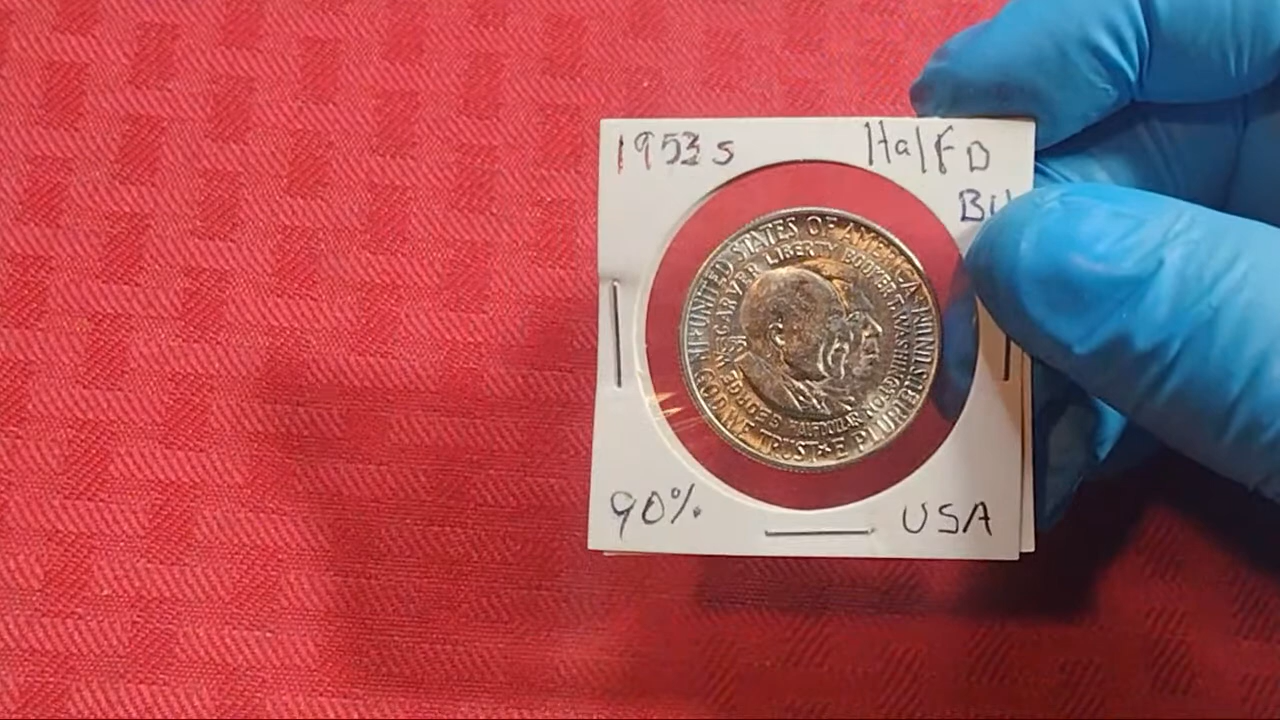 1953 S
Half D
BU
UNITED STATES OF AMERICA
E PLURIBUS UNUM
IN GOD WE TRUST
LIBERTY
GEORGE W. CARVER
BOOKER T. WASHINGTON
HALF DOLLAR
90%
USA